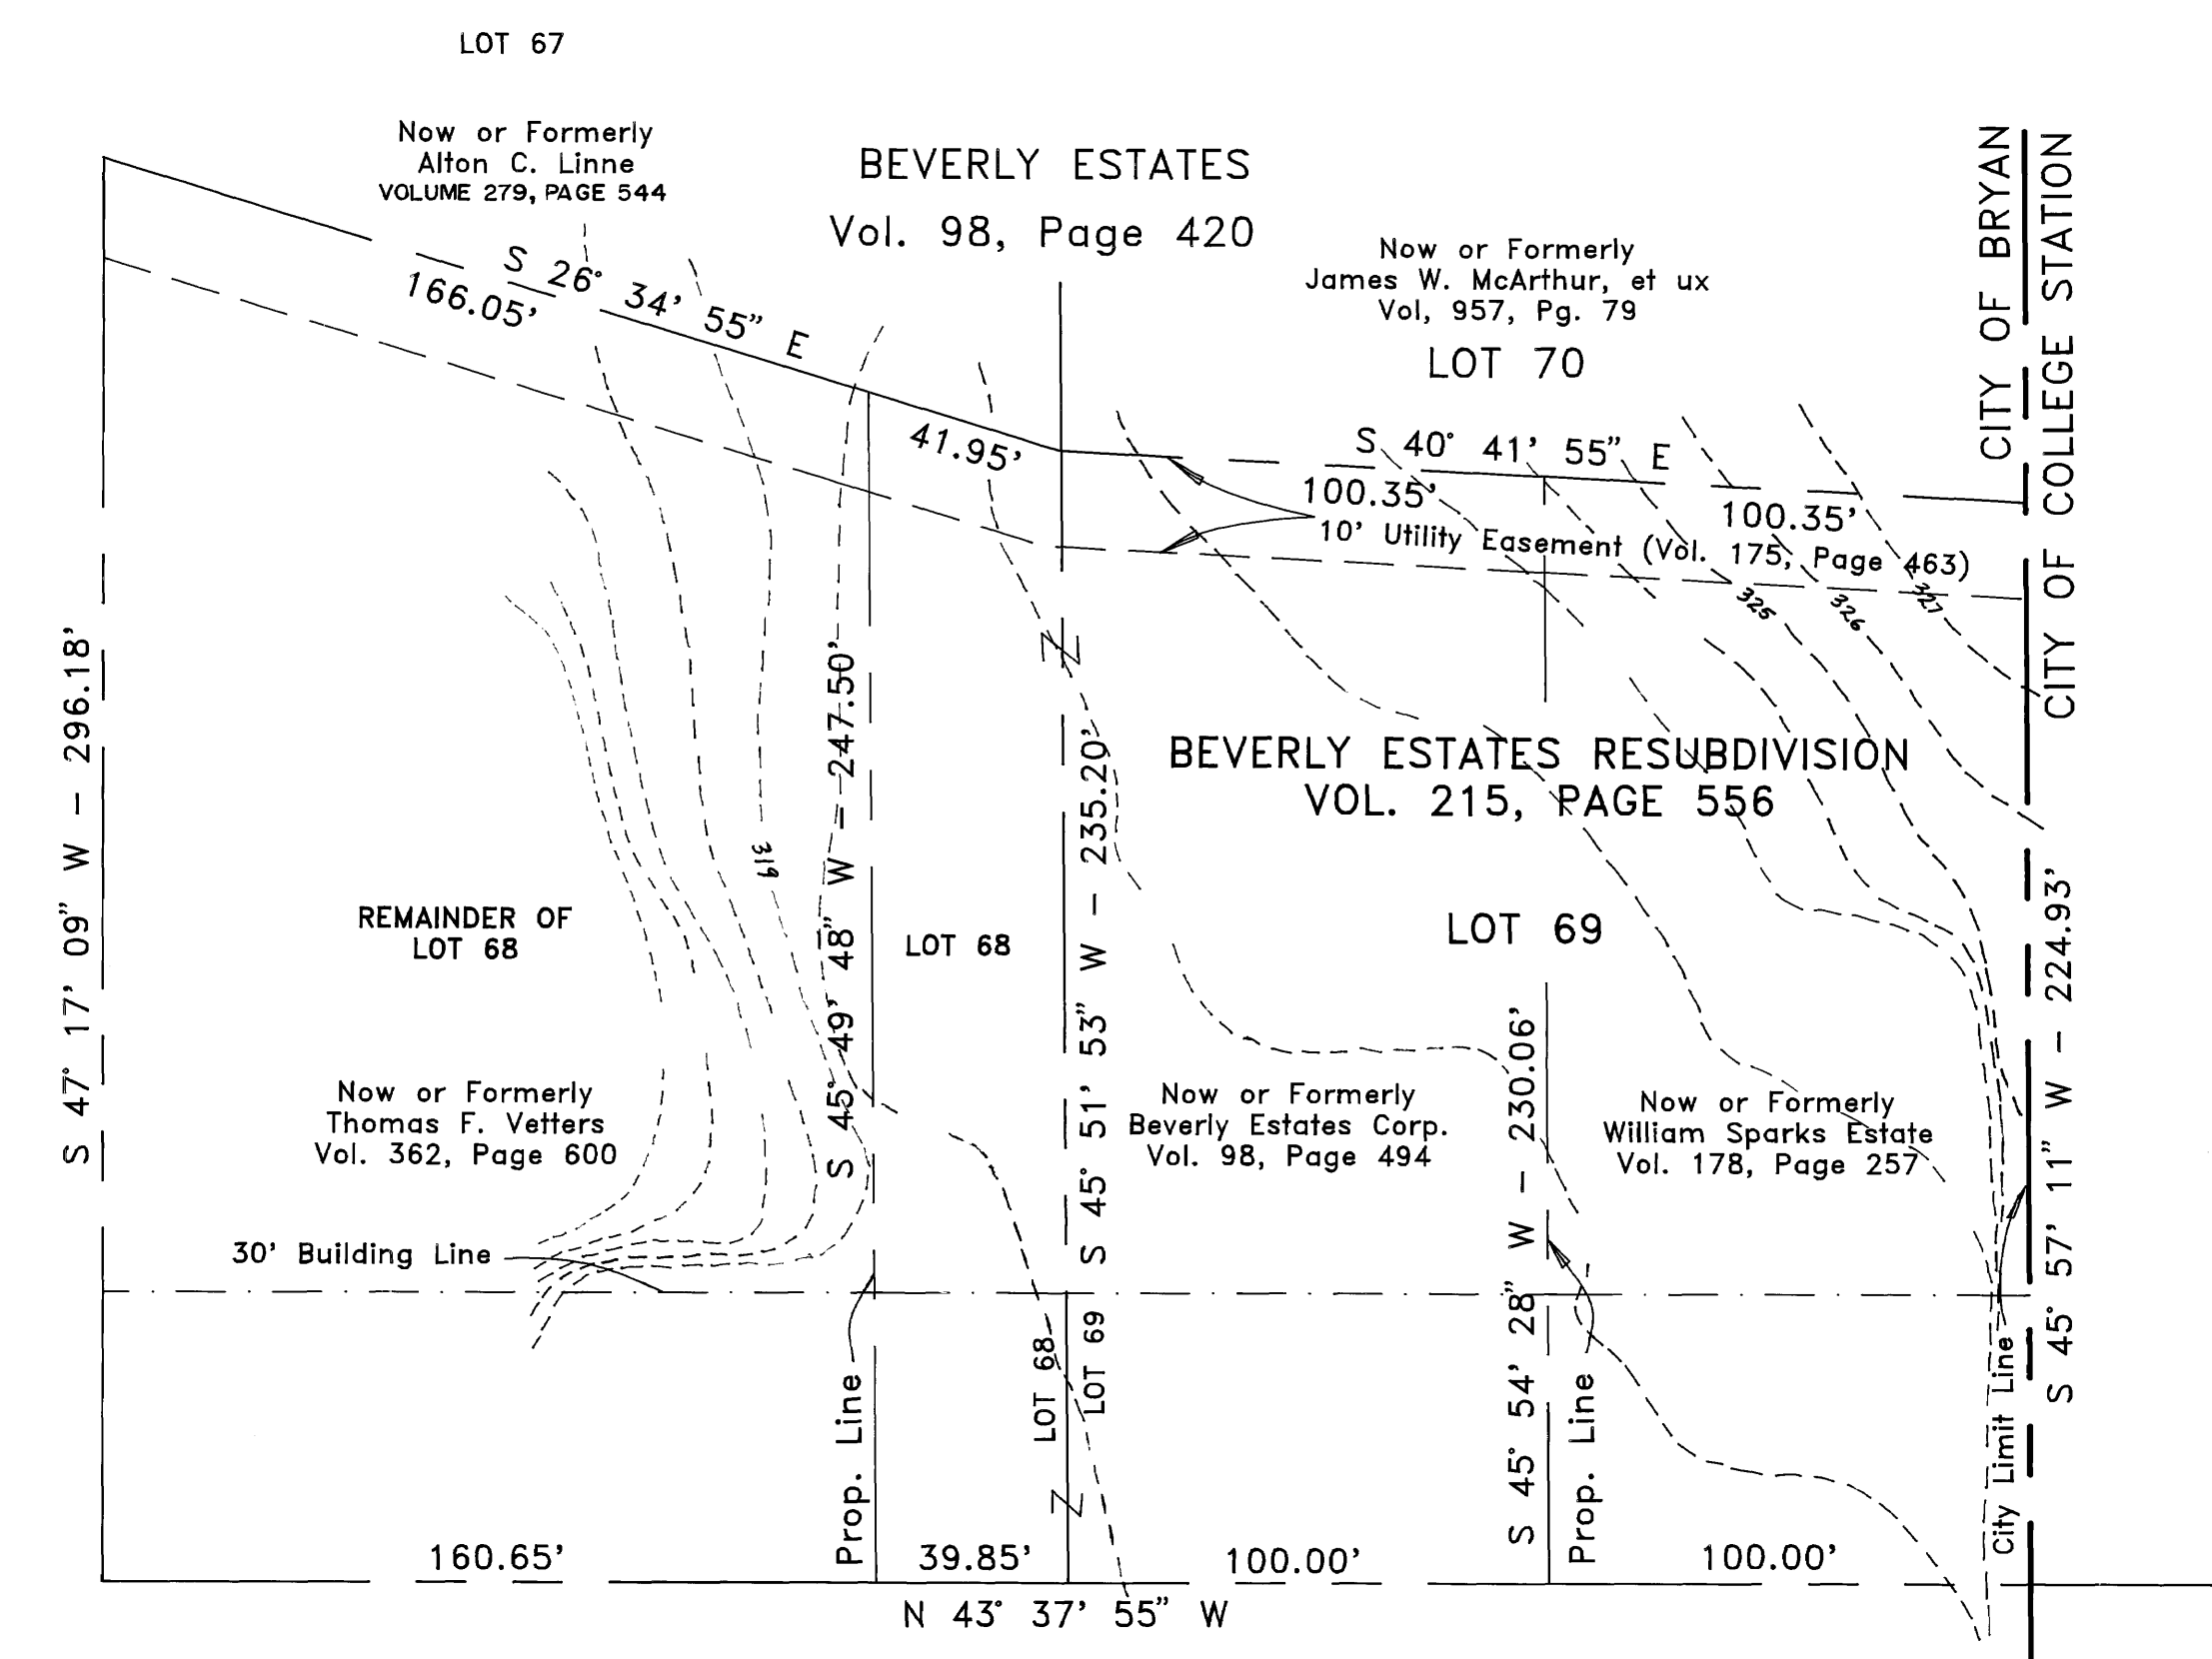 LOT 67
Now or Formerly
Alton C. Linne
VOLUME 279, PAGE 544
BEVERLY ESTATES
Vol. 98, Page 420
Now or Formerly
James W. McArthur, et ux
Vol, 957, Pg. 79
LOT 70
CITY OF BRYAN
CITY OF COLLEGE STATION
S 26° 34' 55" E
166.05'
41.95'
S 40° 41' 55" E
100.35'
100.35'
10' Utility Easement (Vol. 175, Page 463)
325
326
327
S 47° 17' 09" W – 296.18'
S 45° 49' 48" W – 247.50'
S 45° 51' 53" W – 235.20'
BEVERLY ESTATES RESUBDIVISION
VOL. 215, PAGE 556
319
REMAINDER OF
LOT 68
LOT 68
LOT 69
S 45° 54' 28" W – 230.06'
S 45° 57' 11" W – 224.93'
Now or Formerly
Thomas F. Vetters
Vol. 362, Page 600
Now or Formerly
Beverly Estates Corp.
Vol. 98, Page 494
Now or Formerly
William Sparks Estate
Vol. 178, Page 257
30' Building Line
Prop. Line
LOT 68
LOT 69
Prop. Line
City Limit Line
160.65'
39.85'
100.00'
100.00'
N 43° 37' 55" W